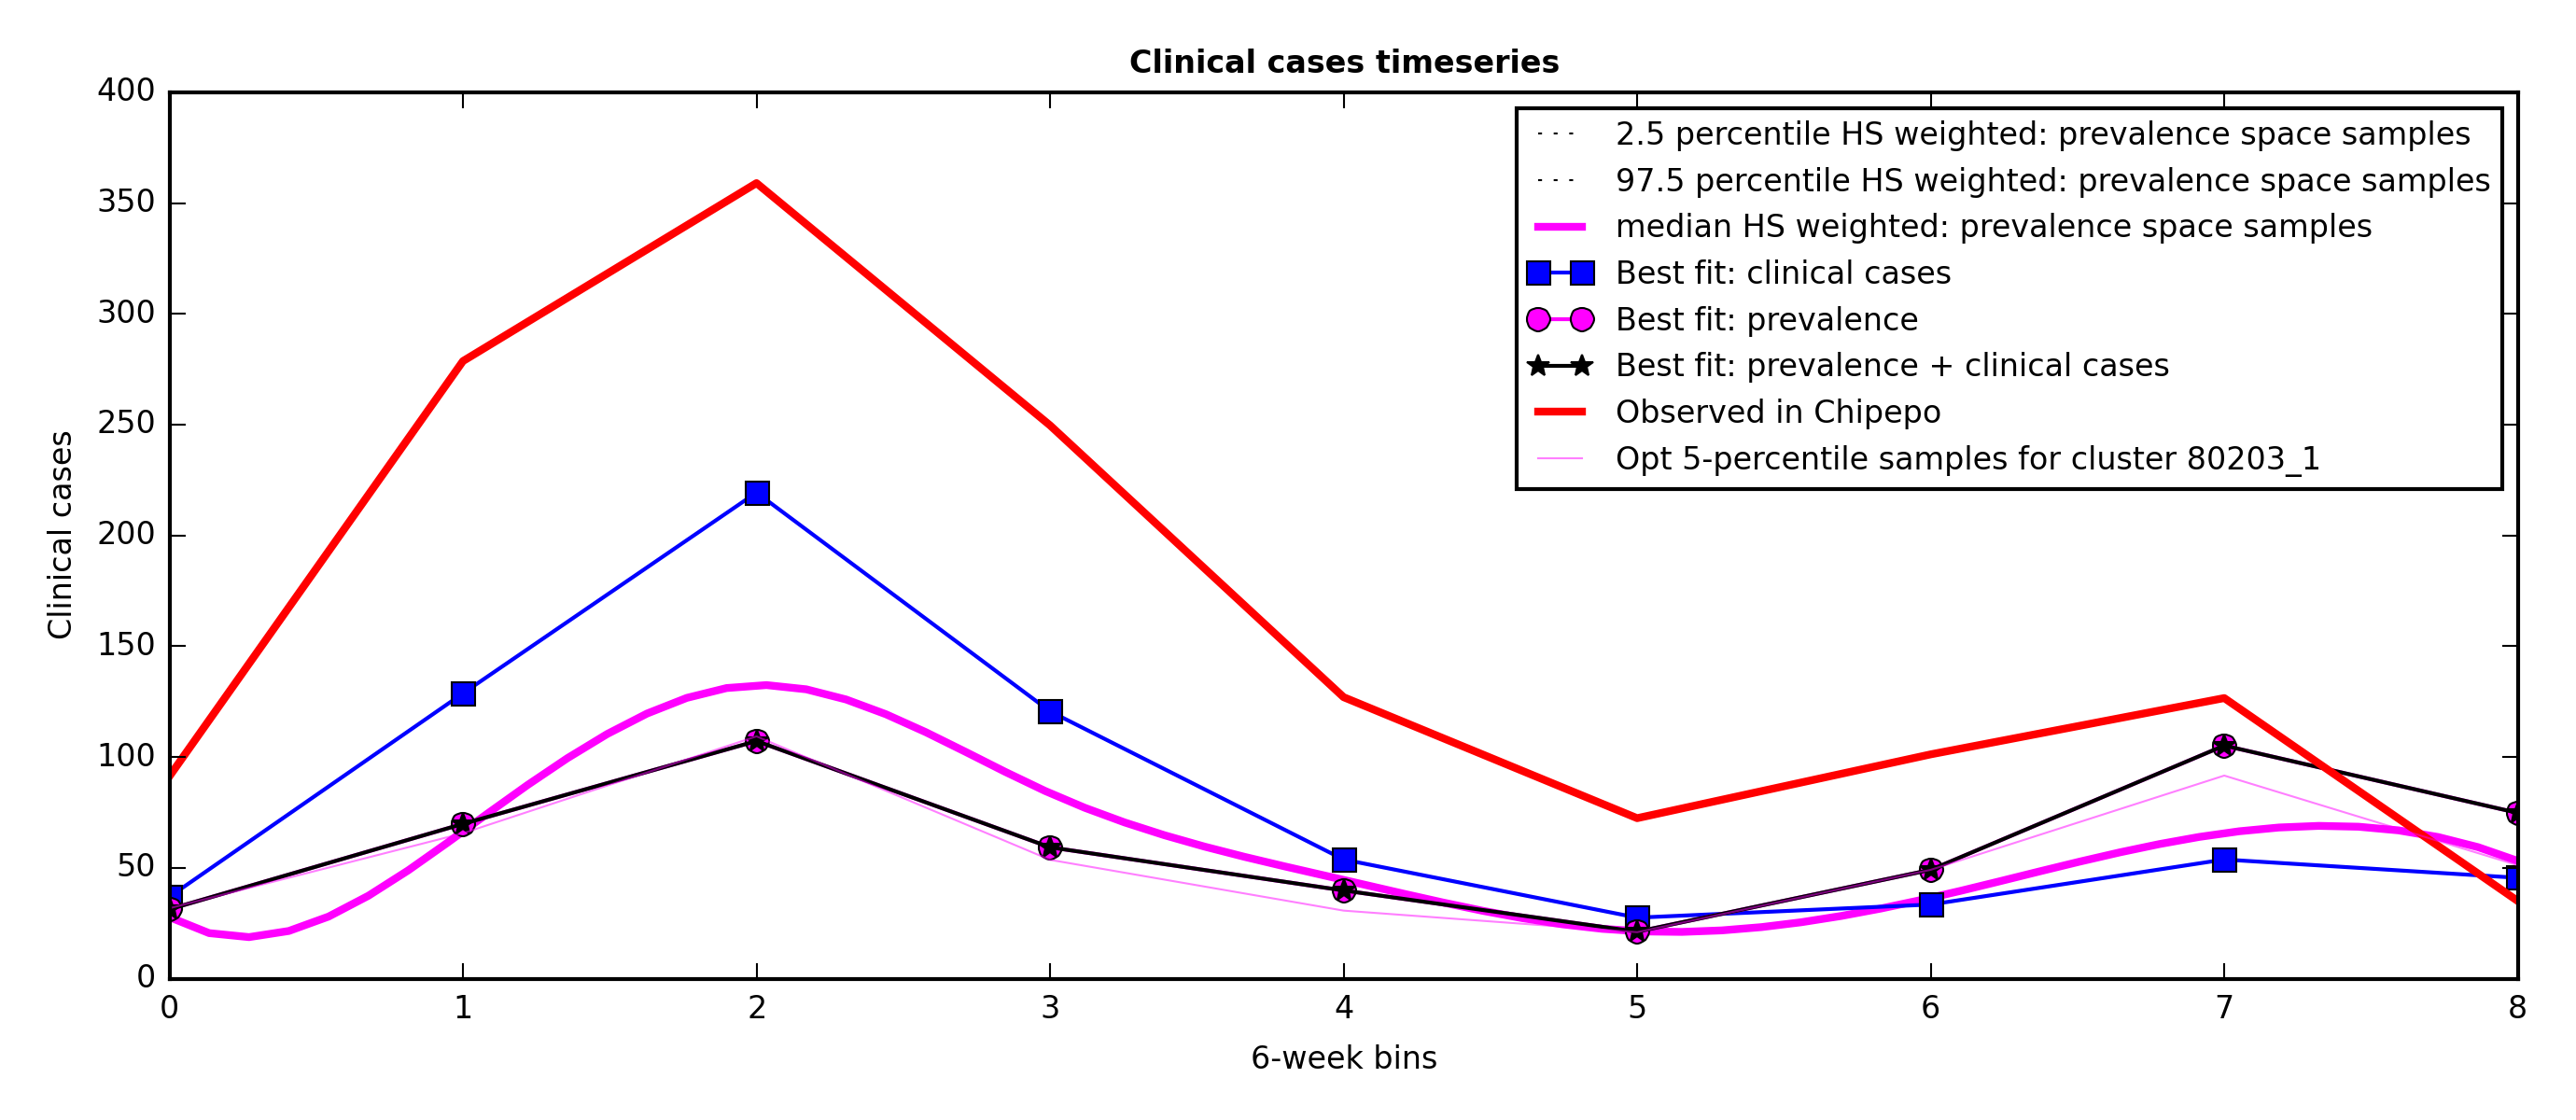 Clinical cases timeseries
400
350
300
250
200
150
100
50
0
Clinical cases
2.5 percentile HS weighted: prevalence space samples
97.5 percentile HS weighted: prevalence space samples
median HS weighted: prevalence space samples
Best fit: clinical cases
Best fit: prevalence
Best fit: prevalence + clinical cases
Observed in Chipepo
Opt 5-percentile samples for cluster 80203_1
0 1 2 3 4 5 6 7 8
6-week bins